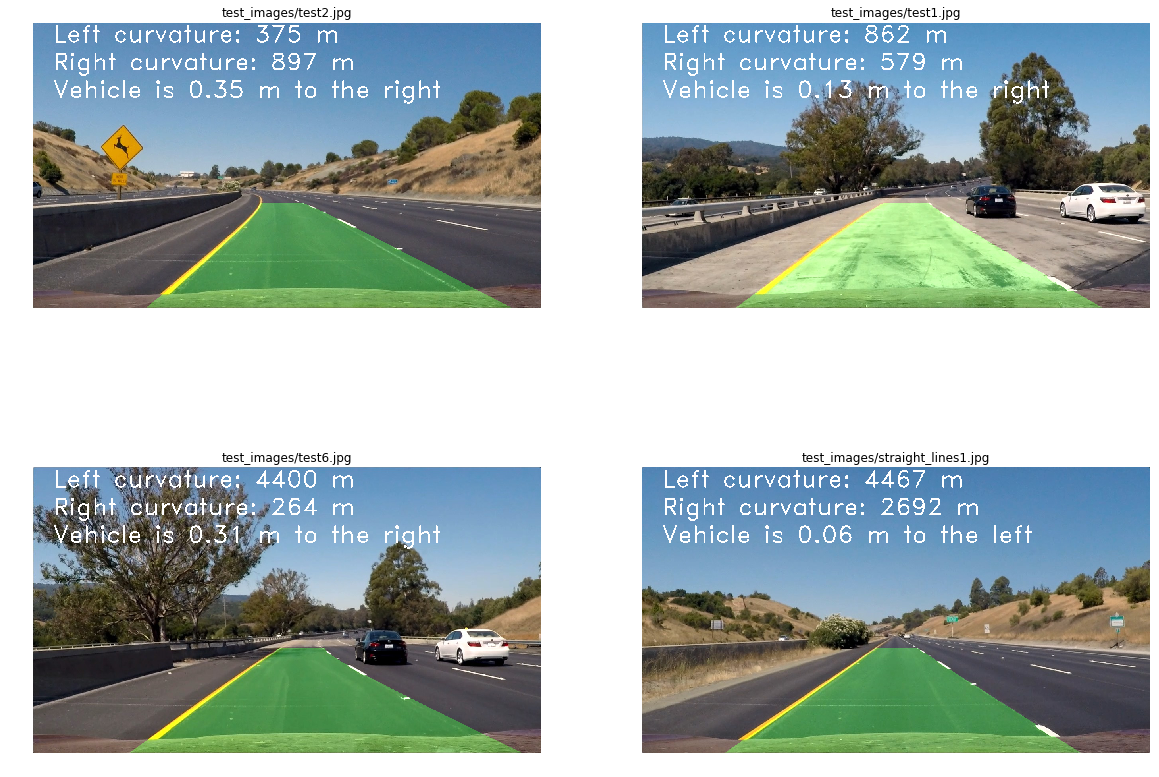 test_images/test2.jpg
Left curvature: 375 m
Right curvature: 897 m
Vehicle is 0.35 m to the right
test_images/test1.jpg
Left curvature: 862 m
Right curvature: 579 m
Vehicle is 0.13 m to the right
test_images/test6.jpg
Left curvature: 4400 m
Right curvature: 264 m
Vehicle is 0.31 m to the right
test_images/straight_lines1.jpg
Left curvature: 4467 m
Right curvature: 2692 m
Vehicle is 0.06 m to the left